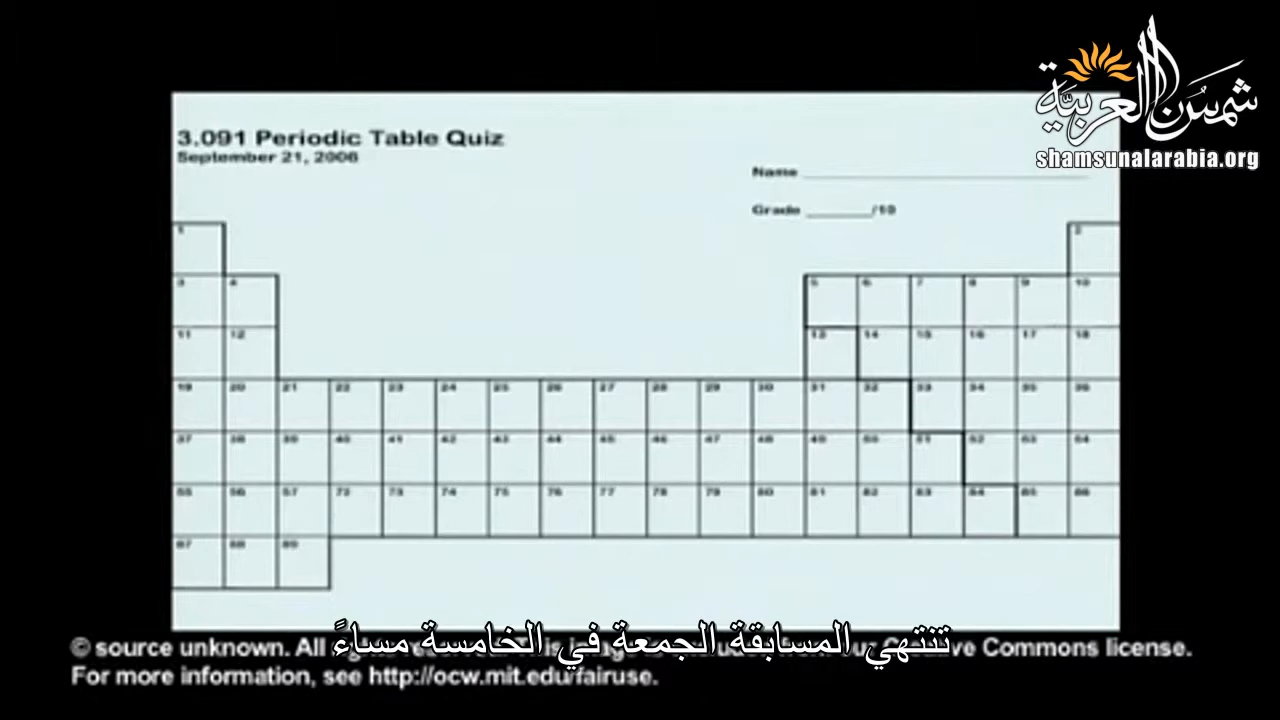 شمسُ العربيّة
shamsunalarabia.org
3.091 Periodic Table Quiz
September 21, 2006
Name
Grade /10
1 2
3 4 5 6 7 8 9 10
11 12 13 14 15 16 17 18
19 20 21 22 23 24 25 26 27 28 29 30 31 32 33 34 35 36
37 38 39 40 41 42 43 44 45 46 47 48 49 50 51 52 53 54
55 56 57 72 73 74 75 76 77 78 79 80 81 82 83 84 85 86
87 88 89
تنتهي المسابقة الجمعة في الخامسة مساءً
© source unknown. All rights This Creative Commons license.
For more information, see http://ocw.mit.edu/fairuse.